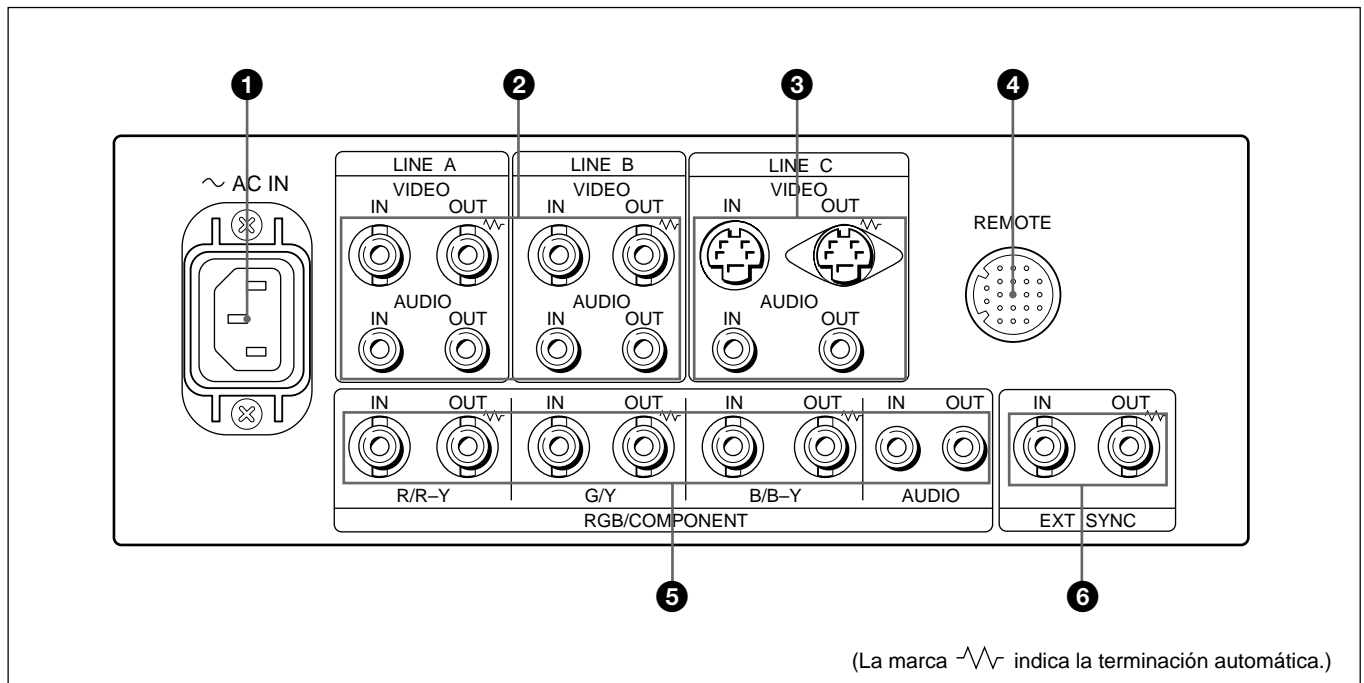 1 2 3 4
LINE A LINE B LINE C
∼ AC IN
VIDEO VIDEO VIDEO
IN OUT IN OUT IN OUT
REMOTE
AUDIO AUDIO AUDIO
IN OUT IN OUT IN OUT
IN OUT IN OUT IN OUT IN OUT IN OUT
R/R–Y G/Y B/B–Y AUDIO
RGB/COMPONENT EXT SYNC
5 6
(La marca indica la terminación automática.)